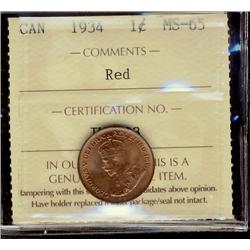 CAN 1934 1¢ MS-65
COMMENTS
Red
CERTIFICATION NO.
IN OU IS IS A
GENU ITEM.
tampering with this dates above opinion.
Have holder replaced package/seal not intact.